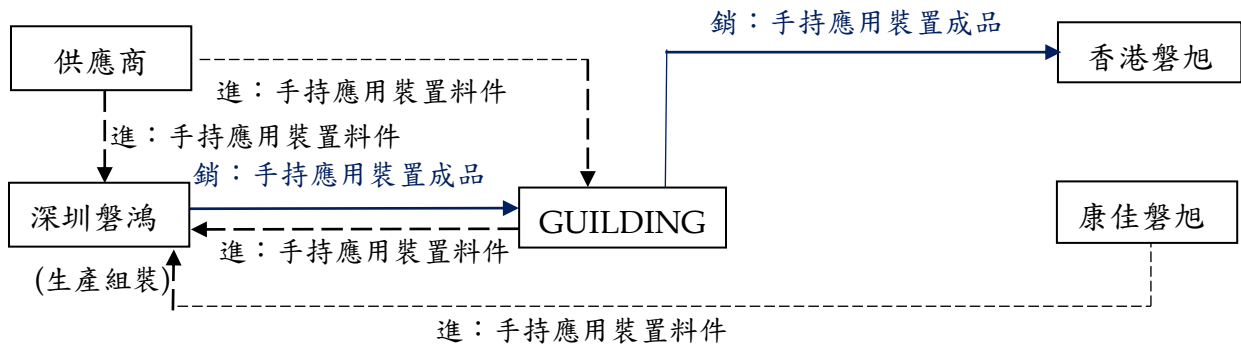 銷：手持應用裝置成品
供應商
香港磐旭
進：手持應用裝置料件
進：手持應用裝置料件
銷：手持應用裝置成品
深圳磐鴻
GUILDING
康佳磐旭
進：手持應用裝置料件
(生產組裝)
進：手持應用裝置料件